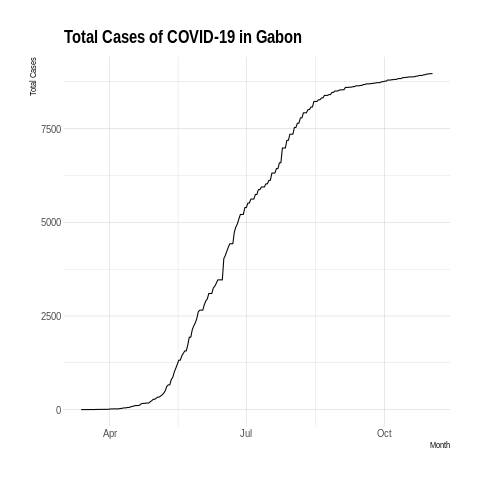 Total Cases of COVID-19 in Gabon
Total Cases
7500
5000
2500
0
Apr Jul Oct
Month